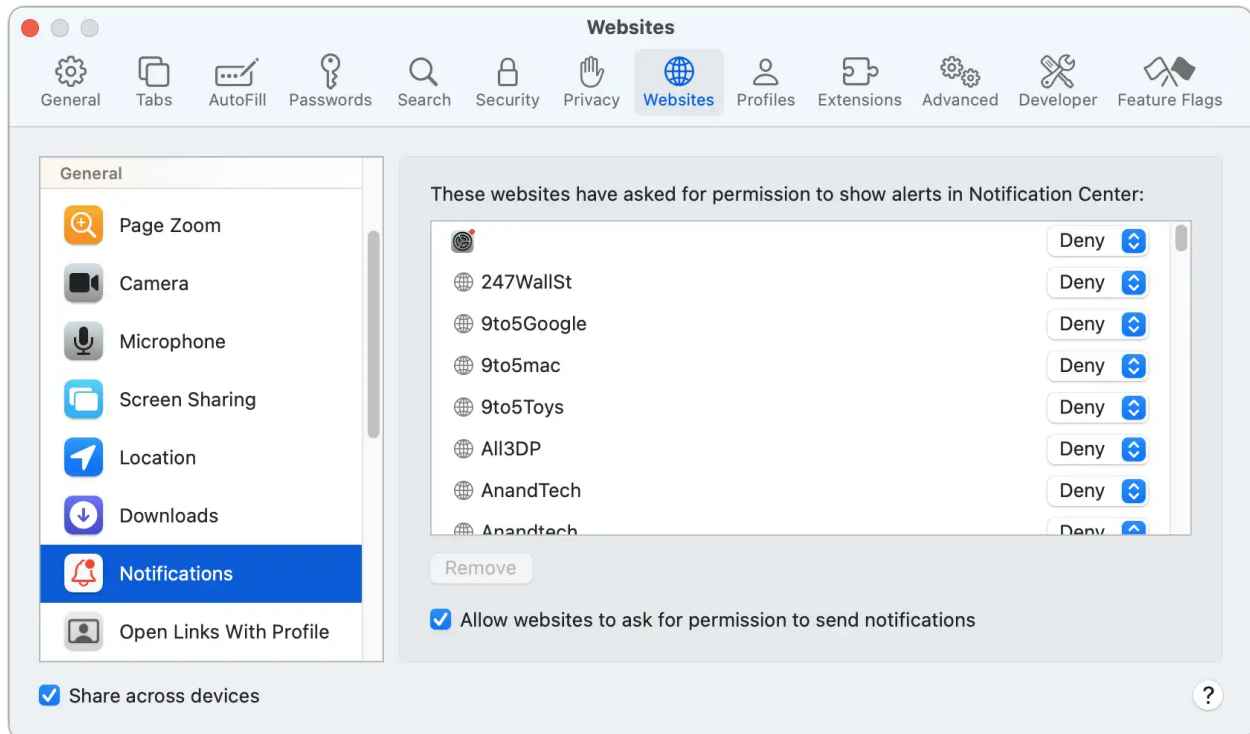 Websites
General
Tabs
AutoFill
Passwords
Search
Security
Privacy
Websites
Profiles
Extensions
Advanced
Developer
Feature Flags
General
Page Zoom
Camera
Microphone
Screen Sharing
Location
Downloads
Notifications
Open Links With Profile
These websites have asked for permission to show alerts in Notification Center:
Deny
247WallSt Deny
9to5Google Deny
9to5mac Deny
9to5Toys Deny
All3DP Deny
AnandTech Deny
Anandtech Deny
Remove
Allow websites to ask for permission to send notifications
Share across devices
?